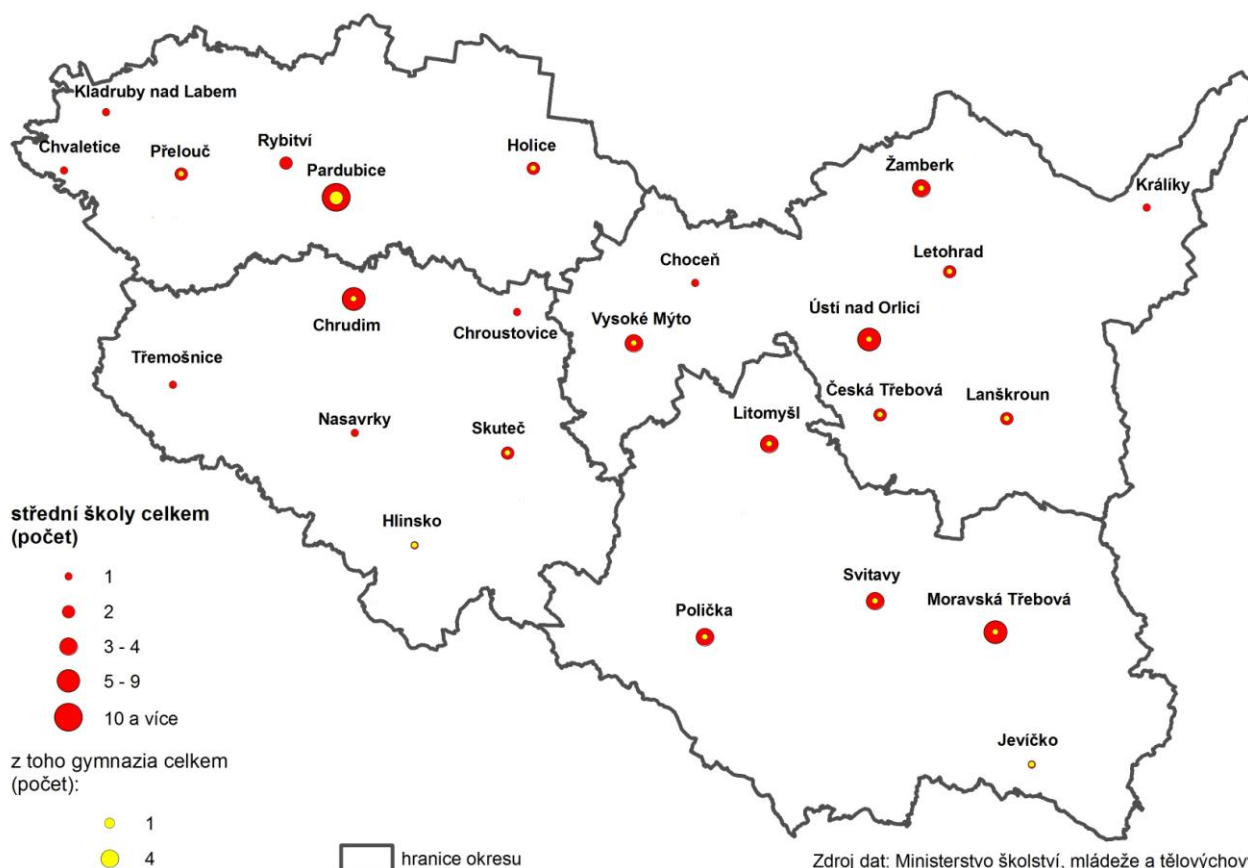 Kladruby nad Labem
Chvaletice
Přelouč
Rybitví
Pardubice
Holice
Žamberk
Králíky
Letohrad
Choceň
Ústí nad Orlicí
Vysoké Mýto
Chrudim
Chroustovice
Třemošnice
Česká Třebová
Lanškroun
Litomyšl
Nasavrky
Skuteč
Hlinsko
Svitavy
Polička
Moravská Třebová
Jevíčko
střední školy celkem
(počet)
1
2
3 - 4
5 - 9
10 a více
z toho gymnazia celkem
(počet):
1
4
hranice okresu
Zdroj dat: Ministerstvo školství, mládeže a tělovýchov